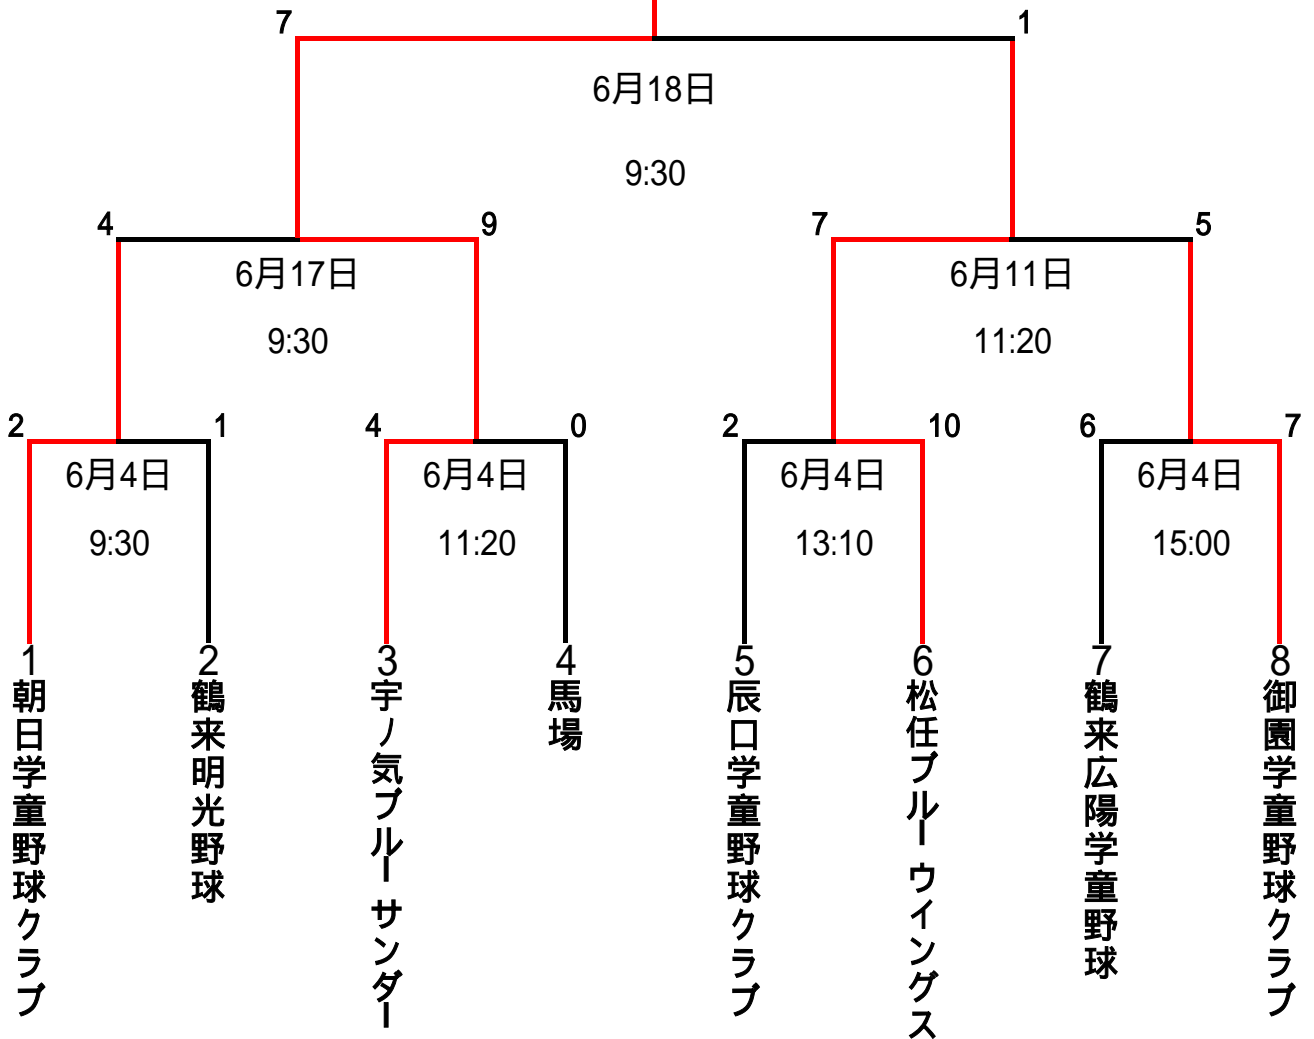 7
1
6月18日
9:30
4
9
7
5
6月17日
6月11日
9:30
11:20
2
1
4
0
2
10
6
7
6月4日
6月4日
6月4日
6月4日
9:30
11:20
13:10
15:00
1
2
3
4
5
6
7
8
朝日学童野球クラブ
鶴来明光野球
宇ノ気ブルーサンダー
馬場
辰口学童野球クラブ
松任ブルーウイングス
鶴来広陽学童野球
御園学童野球クラブ